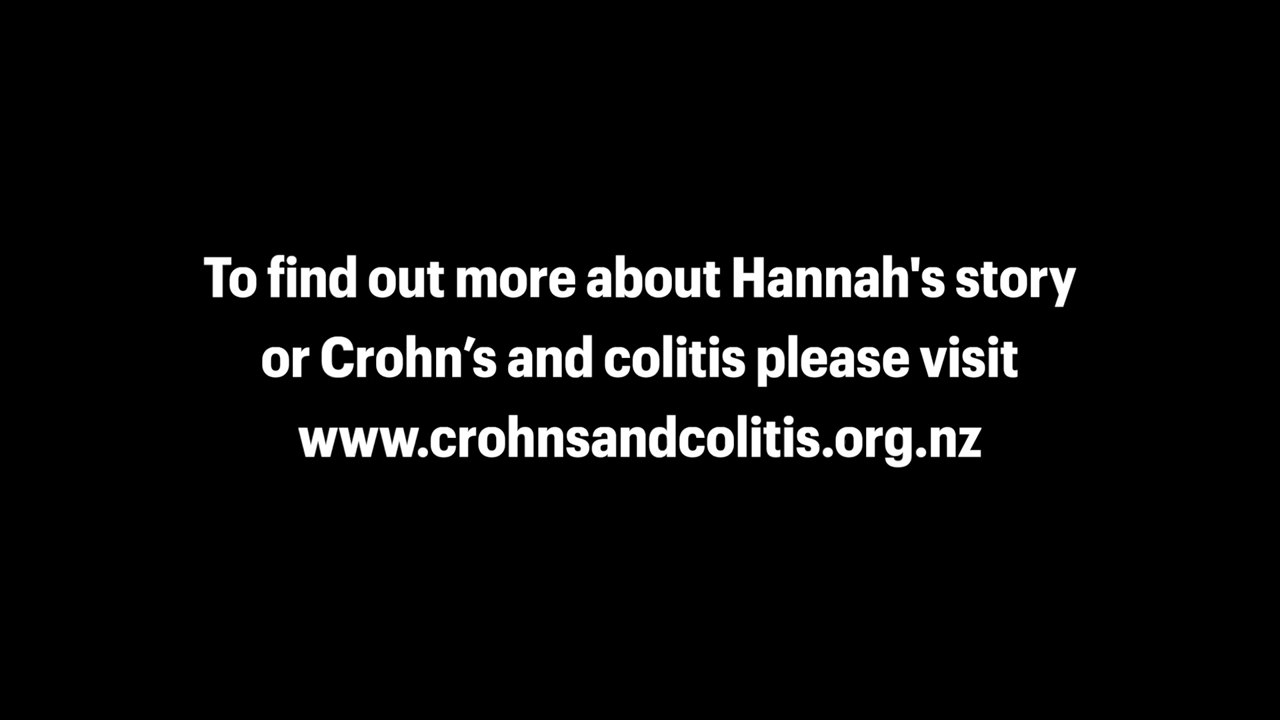 To find out more about Hannah's story
or Crohn’s and colitis please visit
www.crohnsandcolitis.org.nz